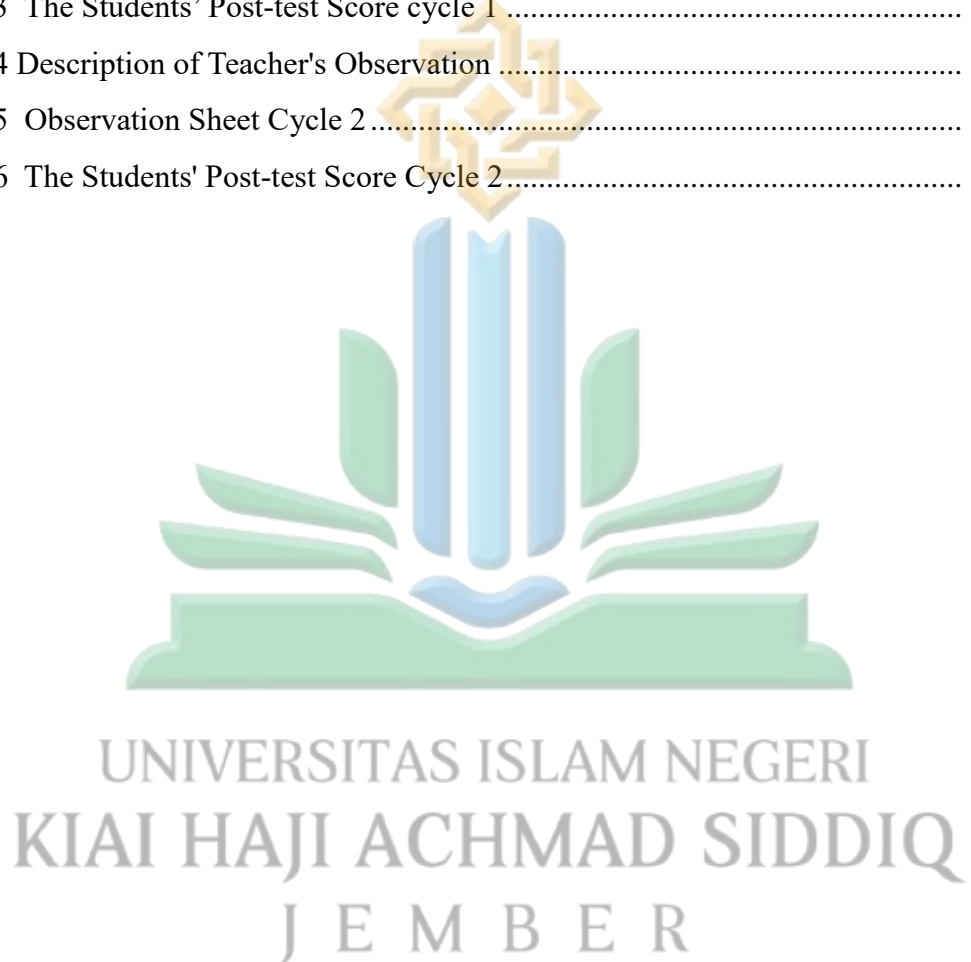 3 The Students’ Post-test Score cycle 1 ........................................................
4 Description of Teacher's Observation ........................................................
5 Observation Sheet Cycle 2 ........................................................................
6 The Students' Post-test Score Cycle 2........................................................
UNIVERSITAS ISLAM NEGERI
KIAI HAJI ACHMAD SIDDIQ
JEMBER